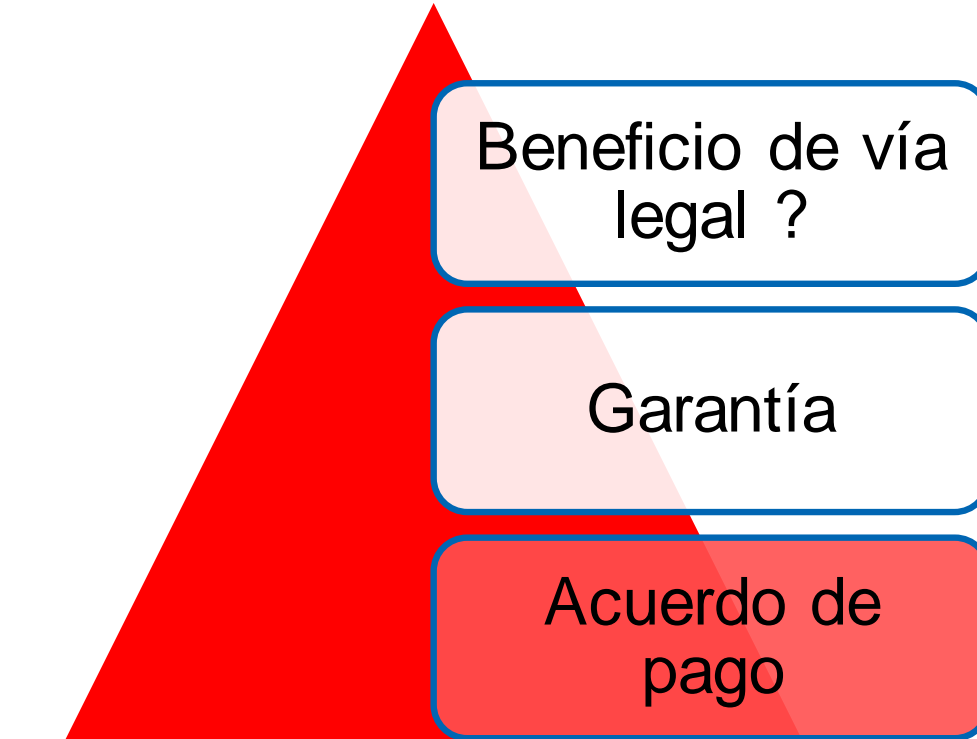 Beneficio de vía
legal ?
Garantía
Acuerdo de
pago